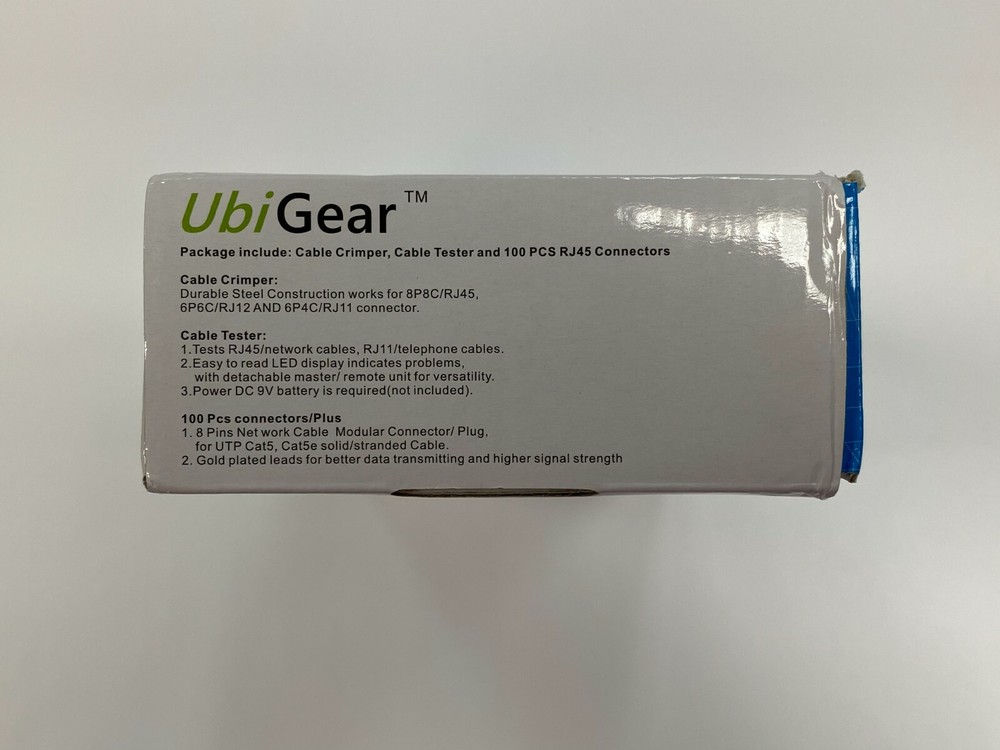 UbiGear™
Package include: Cable Crimper, Cable Tester and 100 PCS RJ45 Connectors
Cable Crimper:
Durable Steel Construction works for 8P8C/RJ45,
6P6C/RJ12 AND 6P4C/RJ11 connector.
Cable Tester:
1.Tests RJ45/network cables, RJ11/telephone cables.
2.Easy to read LED display indicates problems,
with detachable master/ remote unit for versatility.
3.Power DC 9V battery is required(not included).
100 Pcs connectors/Plus
1. 8 Pins Net work Cable Modular Connector/ Plug,
for UTP Cat5, Cat5e solid/stranded Cable.
2. Gold plated leads for better data transmitting and higher signal strength